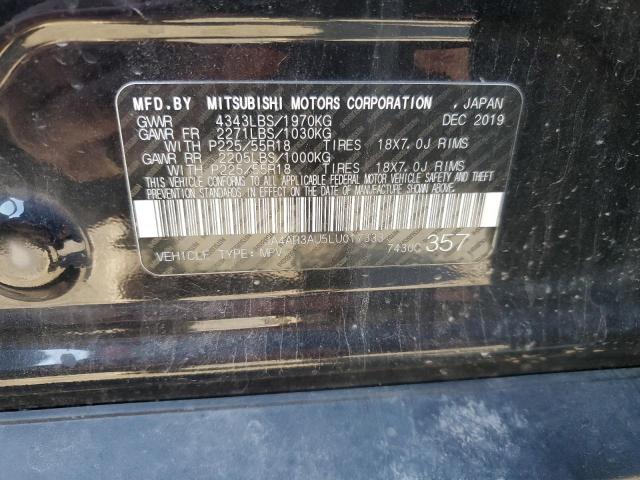 MFD.BY MITSUBISHI MOTORS CORPORATION , JAPAN
GVWR 4343LBS/1970KG DEC 2019
GAWR FR 2271LBS/1030KG
WITH P225/55R18 TIRES 18X7.0J RIMS
GAWR RR 2205LBS/1000KG
WITH P225/55R18 TIRES 18X7.0J RIMS
THIS VEHICLE CONFORMS TO ALL APPLICABLE FEDERAL MOTOR VEHICLE SAFETY AND THEFT
PREVENTION STANDARDS IN EFFECT ON THE DATE OF MANUFACTURE SHOWN ABOVE.
VEHICLE TYPE: MPV 7430C 357